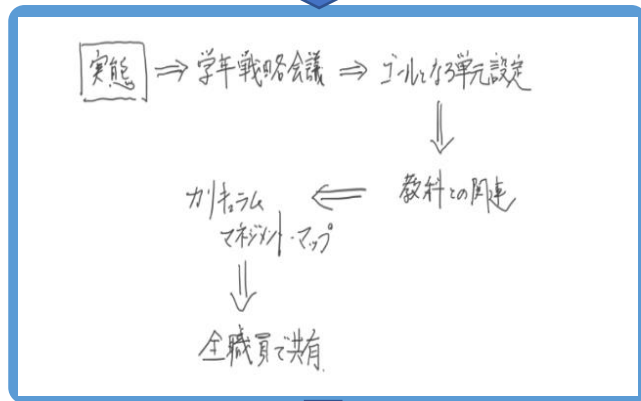 実態 ⇒ 学年戦略会議 ⇒ ゴールとなる単元設定
⇓
教科との関連
⇐
カリキュラム
マネジメント・マップ
⇓
全職員で共有